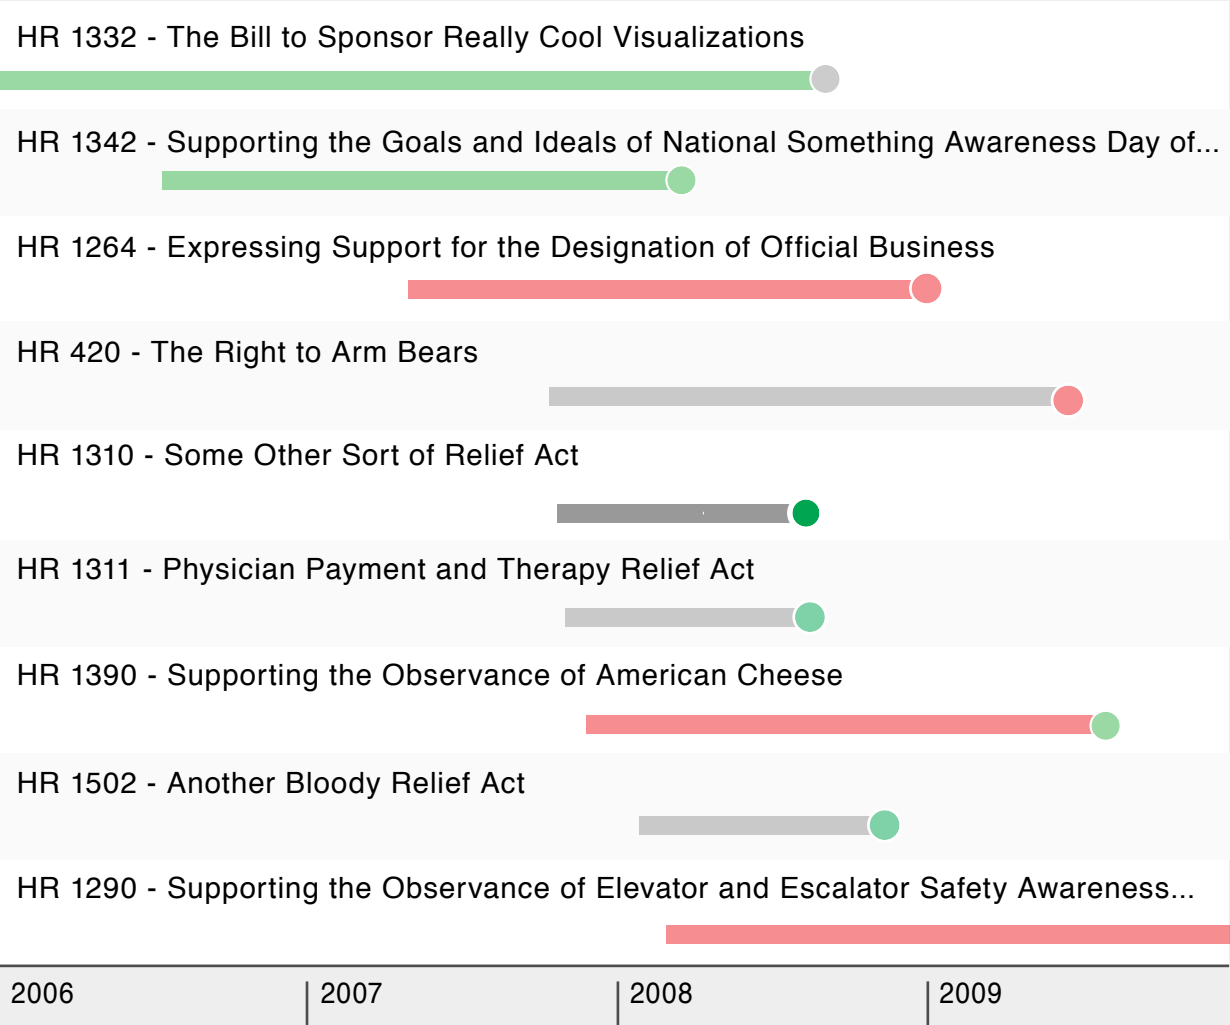 HR 1332 - The Bill to Sponsor Really Cool Visualizations
HR 1342 - Supporting the Goals and Ideals of National Something Awareness Day of...
HR 1264 - Expressing Support for the Designation of Official Business
HR 420 - The Right to Arm Bears
HR 1310 - Some Other Sort of Relief Act
HR 1311 - Physician Payment and Therapy Relief Act
HR 1390 - Supporting the Observance of American Cheese
HR 1502 - Another Bloody Relief Act
HR 1290 - Supporting the Observance of Elevator and Escalator Safety Awareness...
2006 2007 2008 2009